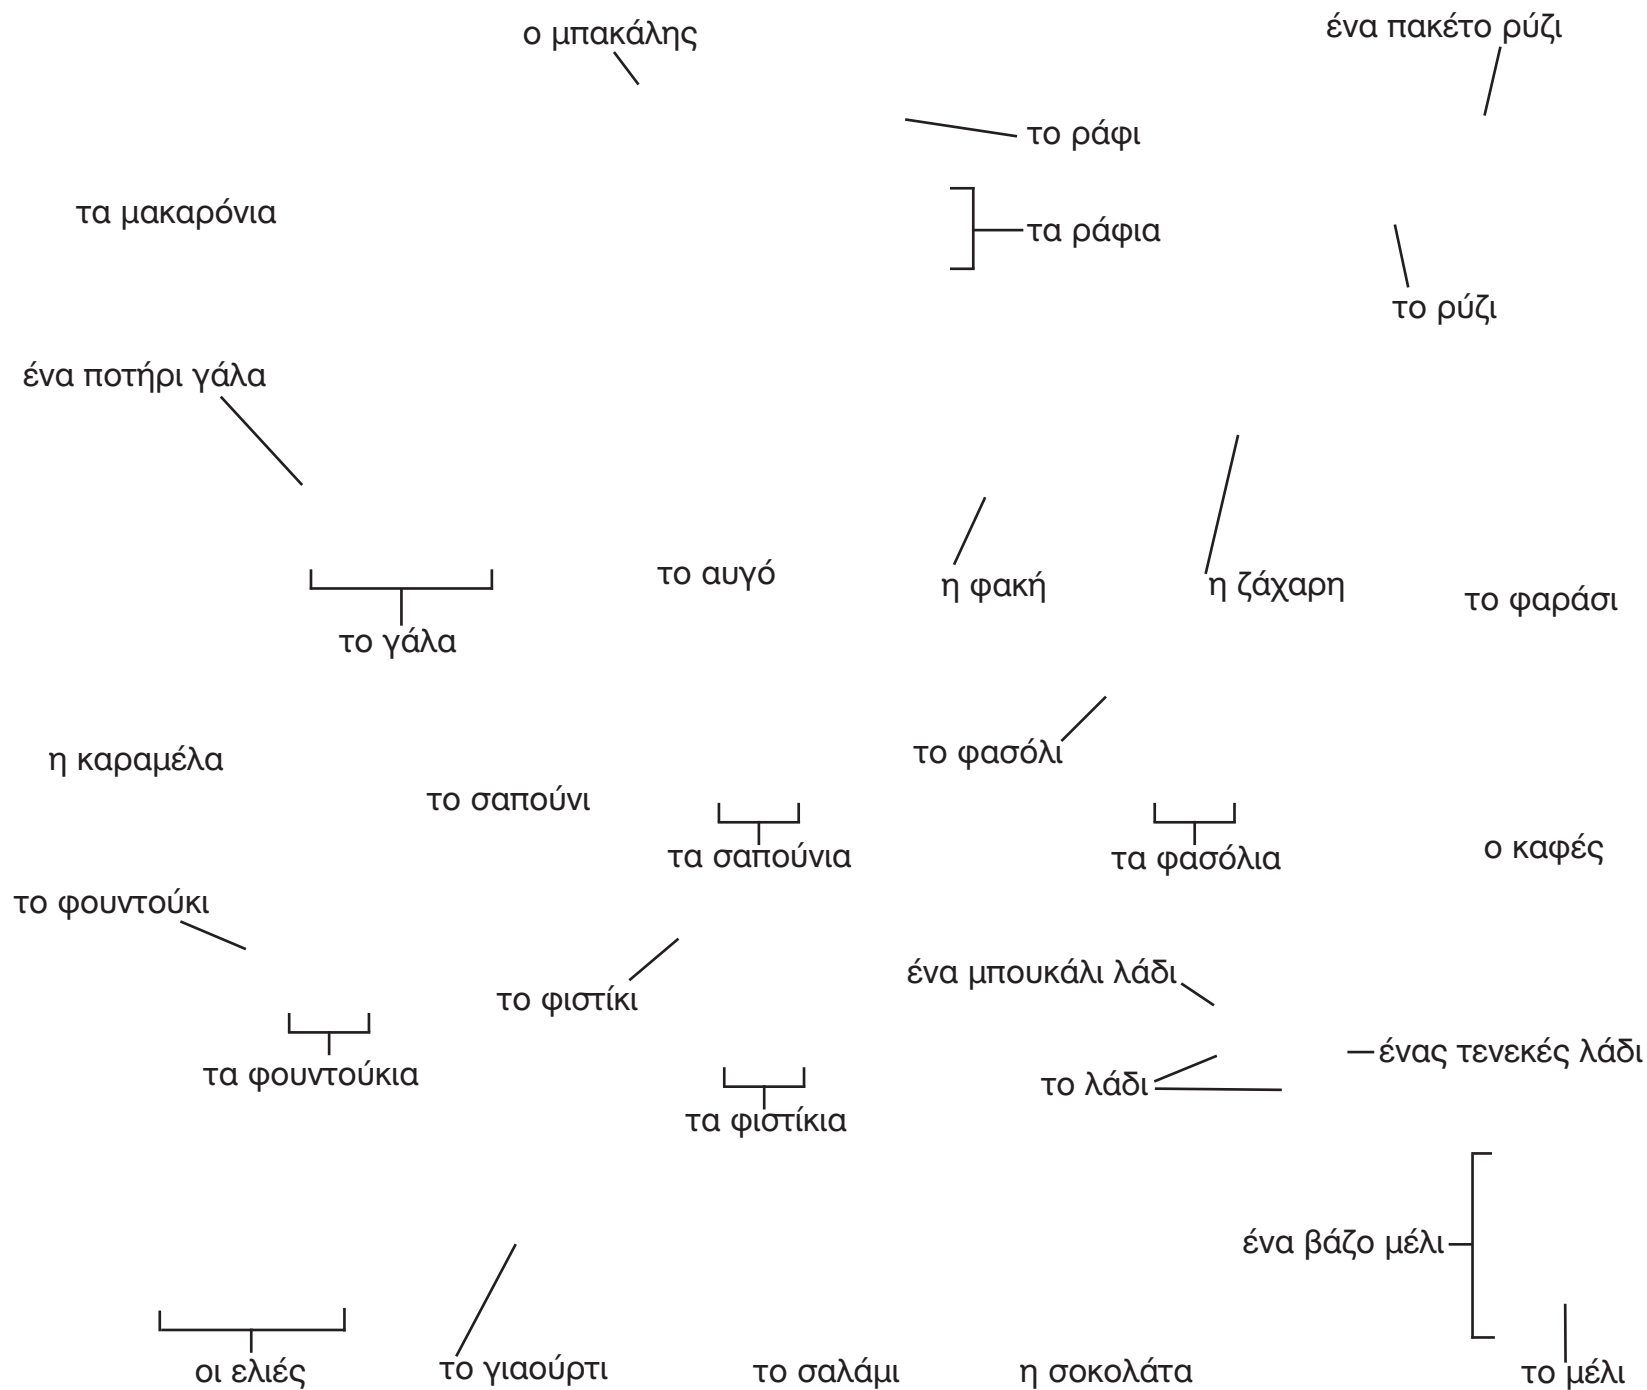 ο μπακάλης
ένα πακέτο ρύζι
το ράφι
τα μακαρόνια
τα ράφια
το ρύζι
ένα ποτήρι γάλα
το αυγό
η φακή
η ζάχαρη
το φαράσι
το γάλα
το φασόλι
η καραμέλα
το σαπούνι
τα σαπούνια
τα φασόλια
ο καφές
το φουντούκι
ένα μπουκάλι λάδι
το φιστίκι
ένας τενεκές λάδι
τα φουντούκια
το λάδι
τα φιστίκια
ένα βάζο μέλι
οι ελιές
το γιαούρτι
το σαλάμι
η σοκολάτα
το μέλι